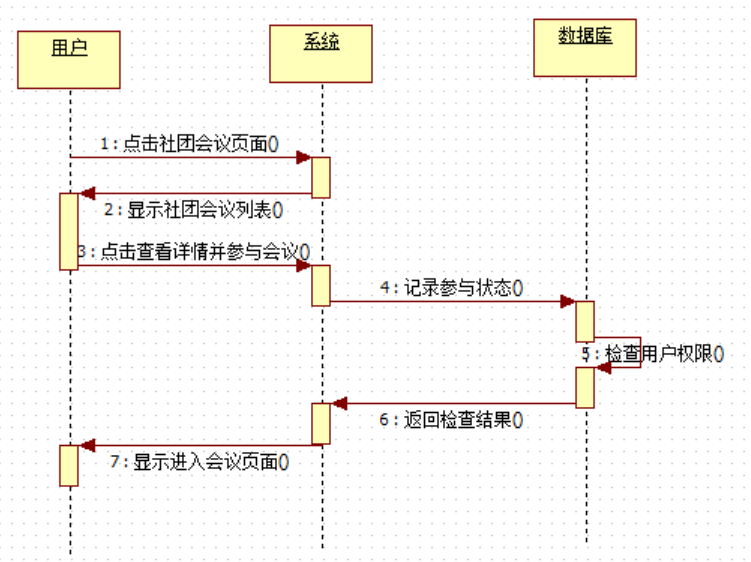 用户
系统
数据库
1:点击社团会议页面()
2:显示社团会议列表()
3:点击查看详情并参与会议()
4:记录参与状态()
5:检查用户权限()
6:返回检查结果()
7:显示进入会议页面()